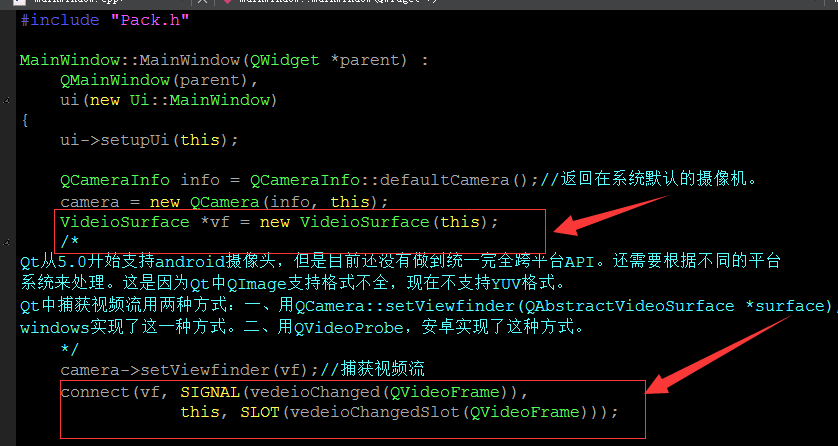 #include "Pack.h"
MainWindow::MainWindow(QWidget *parent) :
QMainWindow(parent),
ui(new Ui::MainWindow)
{
ui->setupUi(this);
QCameraInfo info = QCameraInfo::defaultCamera();//返回在系统默认的摄像机。
camera = new QCamera(info, this);
VideioSurface *vf = new VideioSurface(this);
/*
Qt从5.0开始支持android摄像头，但是目前还没有做到统一完全跨平台API。还需要根据不同的平台
系统来处理。这是因为Qt中QImage支持格式不全，现在不支持YUV格式。
Qt中捕获视频流用两种方式：一、用QCamera::setViewfinder(QAbstractVideoSurface *surface),
windows实现了这一种方式。二、用QVideoProbe，安卓实现了这种方式。
*/
camera->setViewfinder(vf);//捕获视频流
connect(vf, SIGNAL(vedeioChanged(QVideoFrame)),
this, SLOT(vedeioChangedSlot(QVideoFrame)));